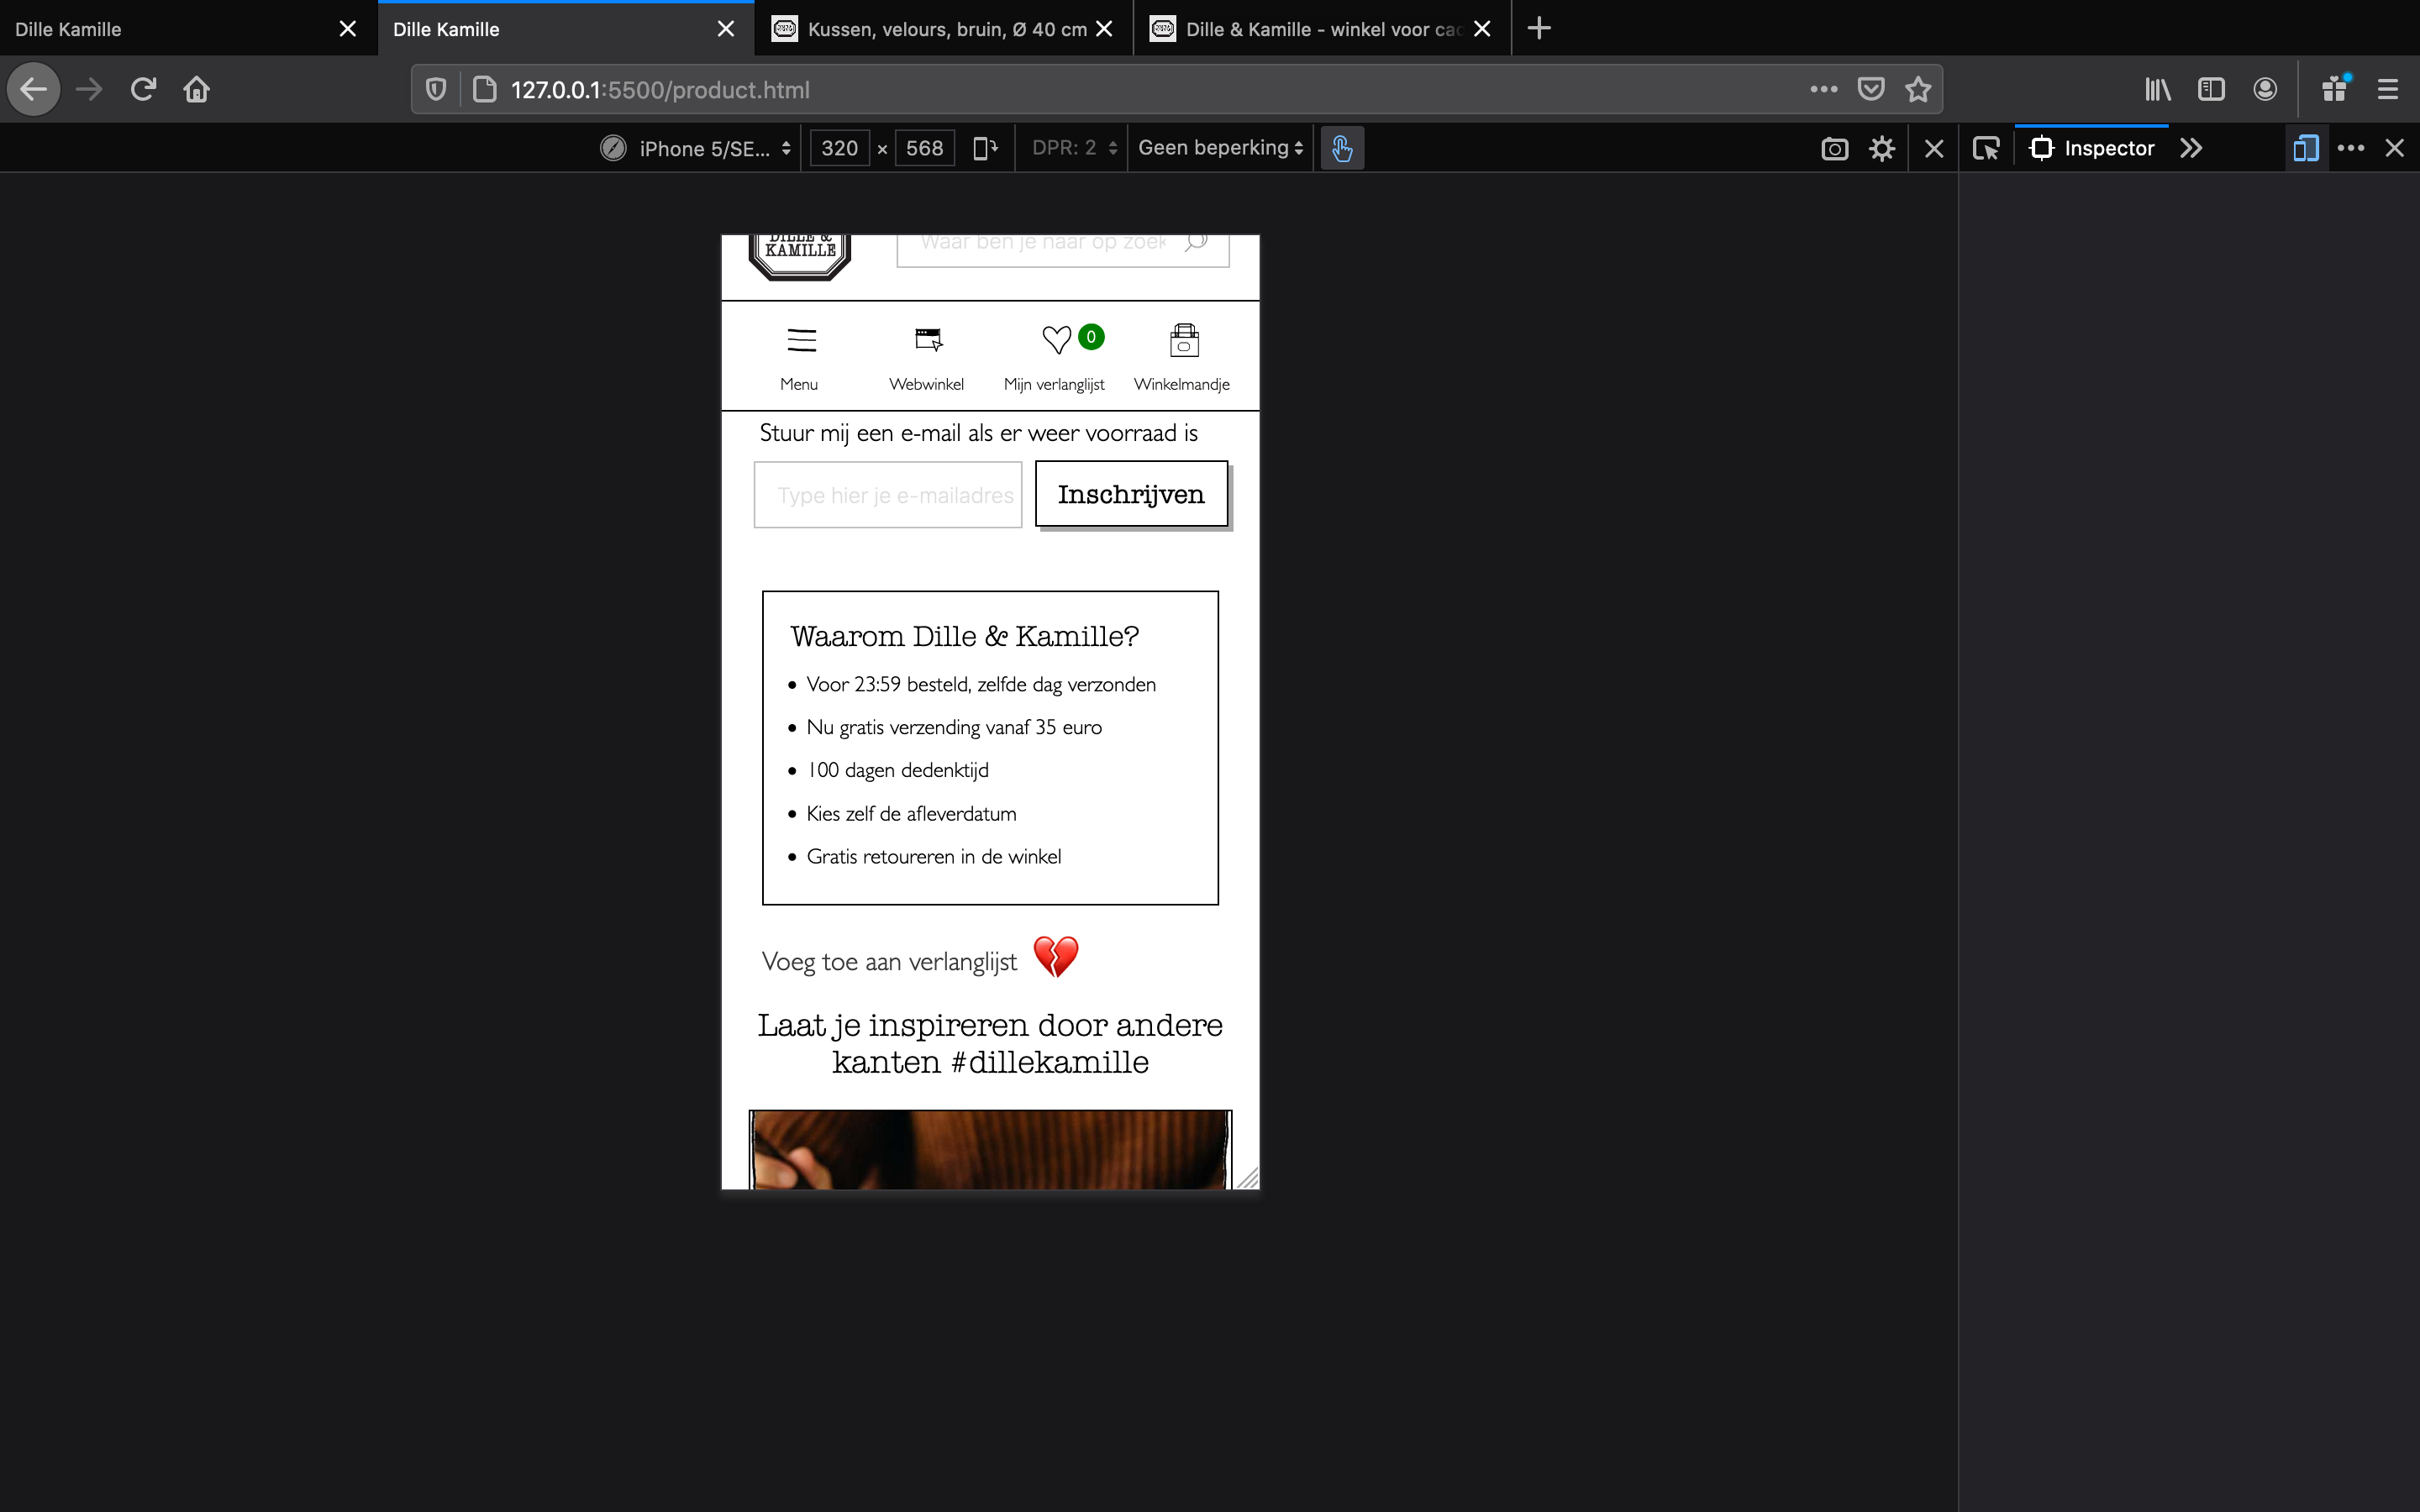 Dille Kamille
Dille Kamille
Kussen, velours, bruin, Ø 40 cm
Dille & Kamille - winkel voor cad
127.0.0.1:5500/product.html
iPhone 5/SE...
320 × 568
DPR: 2
Geen beperking
Inspector
DILLE &
KAMILLE
Waar ben je naar op zoek
0
Menu
Webwinkel
Mijn verlanglijst
Winkelmandje
Stuur mij een e-mail als er weer voorraad is
Type hier je e-mailadres
Inschrijven
Waarom Dille & Kamille?
• Voor 23:59 besteld, zelfde dag verzonden
• Nu gratis verzending vanaf 35 euro
• 100 dagen dedenktijd
• Kies zelf de afleverdatum
• Gratis retoureren in de winkel
Voeg toe aan verlanglijst
Laat je inspireren door andere
kanten #dillekamille